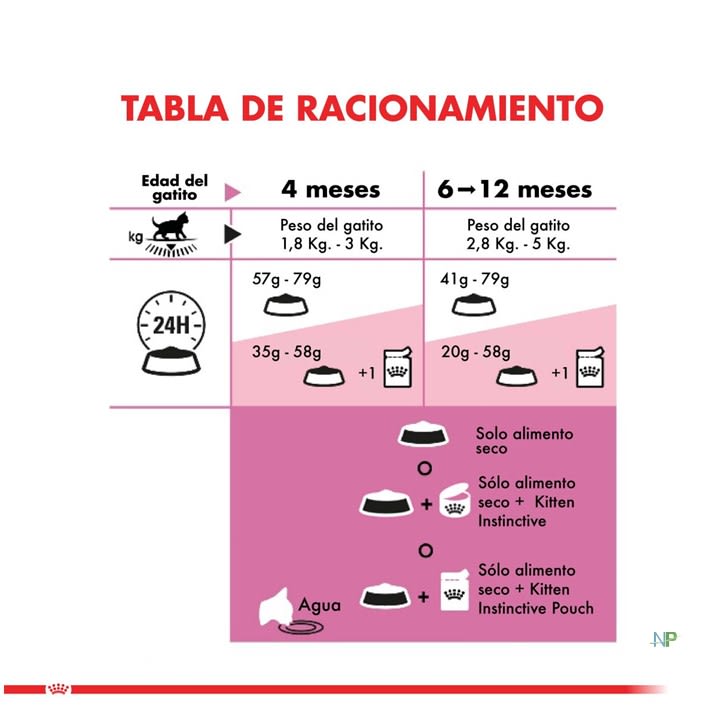 TABLA DE RACIONAMIENTO
Edad del
gatito
4 meses
6→12 meses
kg
Peso del gatito
1,8 Kg. - 3 Kg.
Peso del gatito
2,8 Kg. - 5 Kg.
24H
57g - 79g
41g - 79g
35g - 58g
+1
20g - 58g
+1
Solo alimento
seco
O
+
Sólo alimento
seco + Kitten
Instinctive
O
Agua
+
Sólo alimento
seco + Kitten
Instinctive Pouch
NP